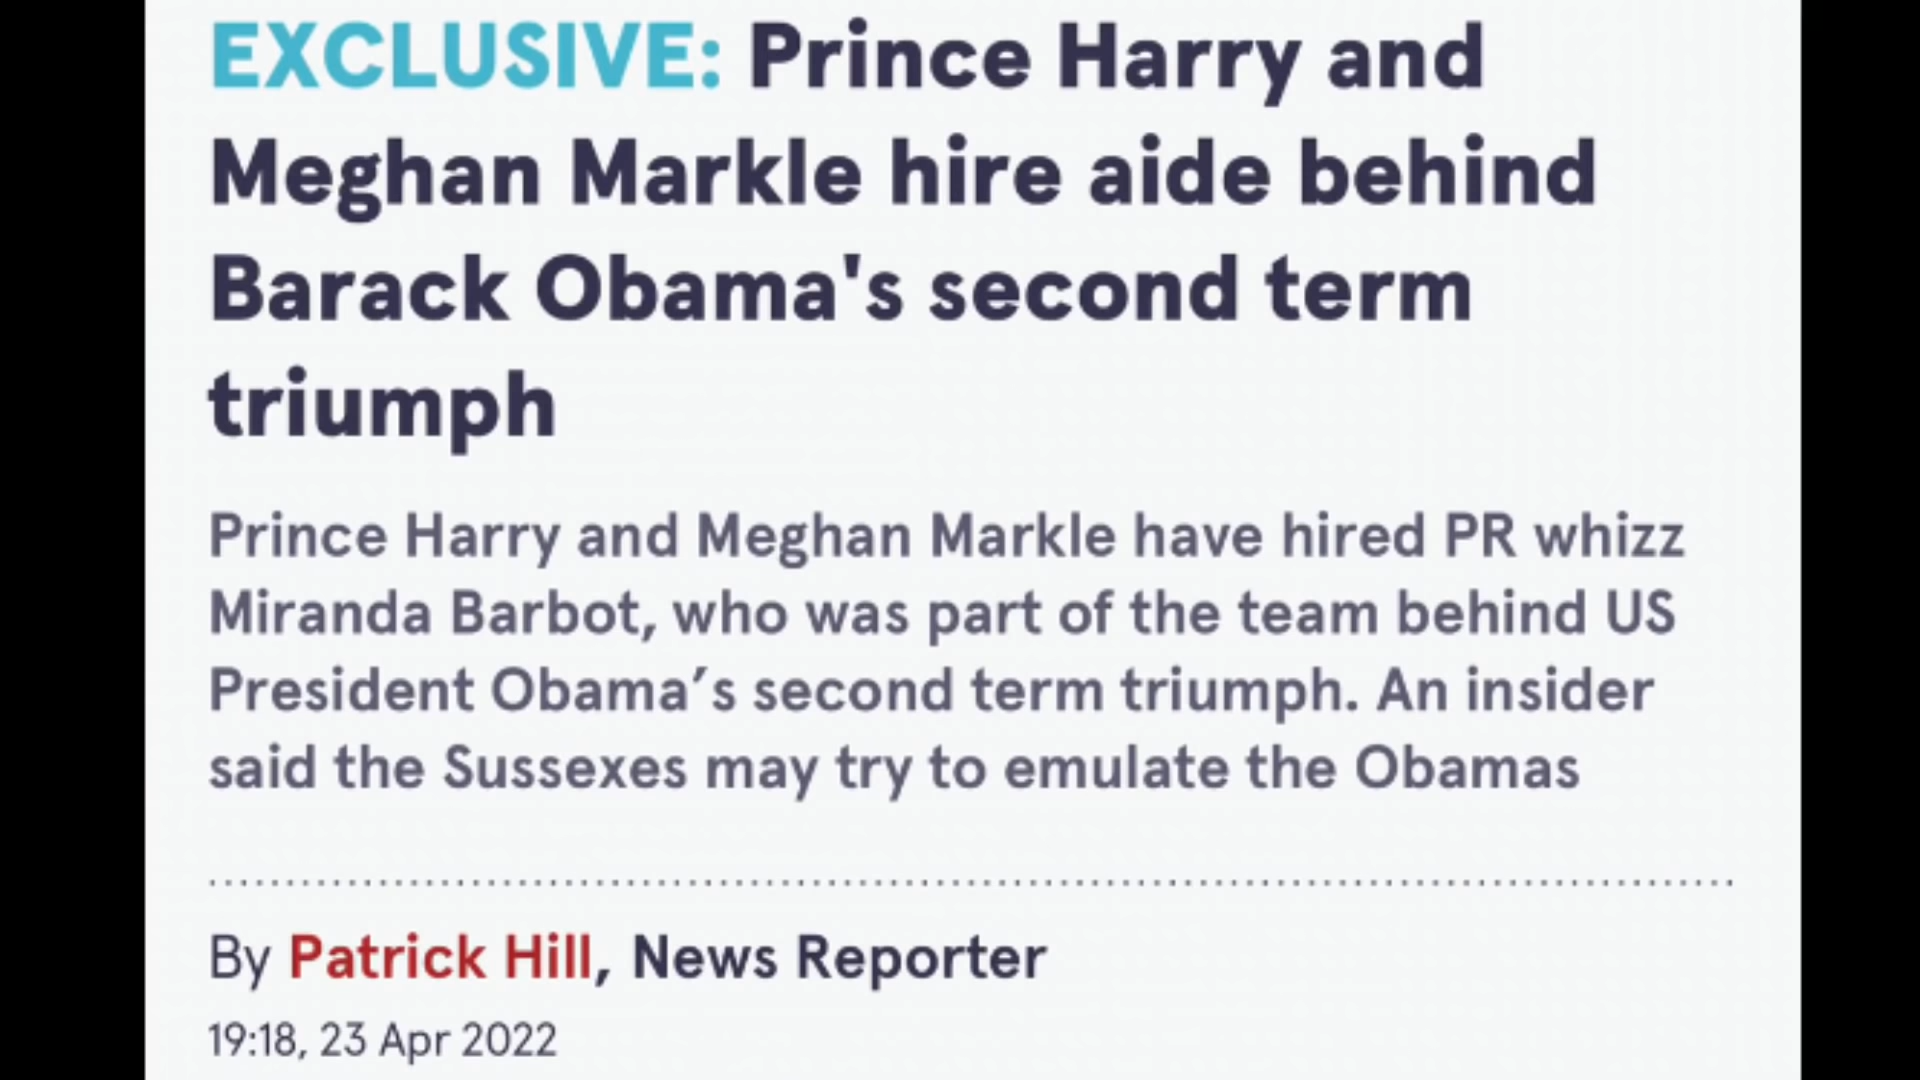 EXCLUSIVE: Prince Harry and
Meghan Markle hire aide behind
Barack Obama's second term
triumph
Prince Harry and Meghan Markle have hired PR whizz
Miranda Barbot, who was part of the team behind US
President Obama’s second term triumph. An insider
said the Sussexes may try to emulate the Obamas
By Patrick Hill, News Reporter
19:18, 23 Apr 2022